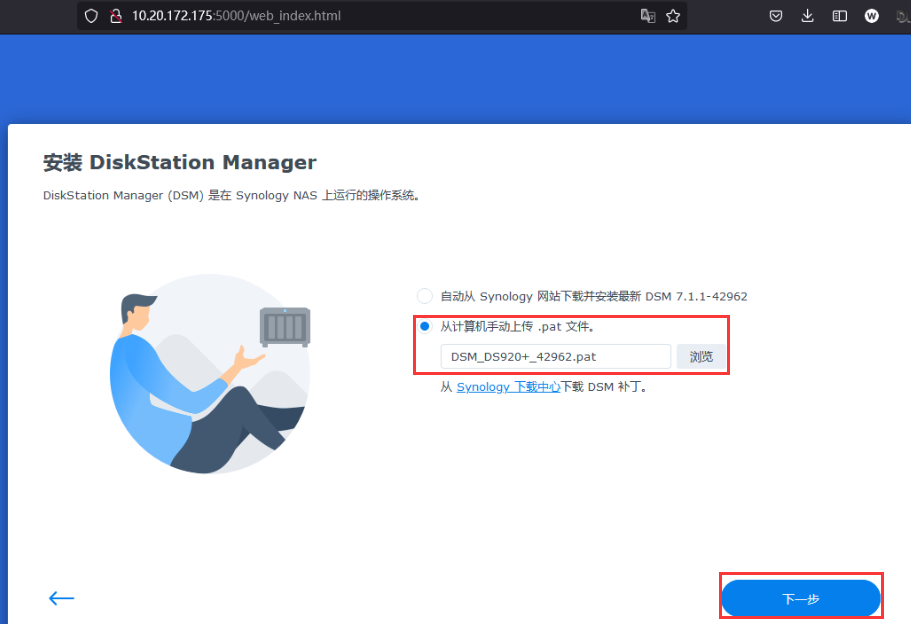 10.20.172.175:5000/web_index.html
W
安装 DiskStation Manager
DiskStation Manager (DSM) 是在 Synology NAS 上运行的操作系统。
自动从 Synology 网站下载并安装最新 DSM 7.1.1-42962
从计算机手动上传 .pat 文件。
DSM_DS920+_42962.pat
浏览
从 Synology 下载中心下载 DSM 补丁。
下一步